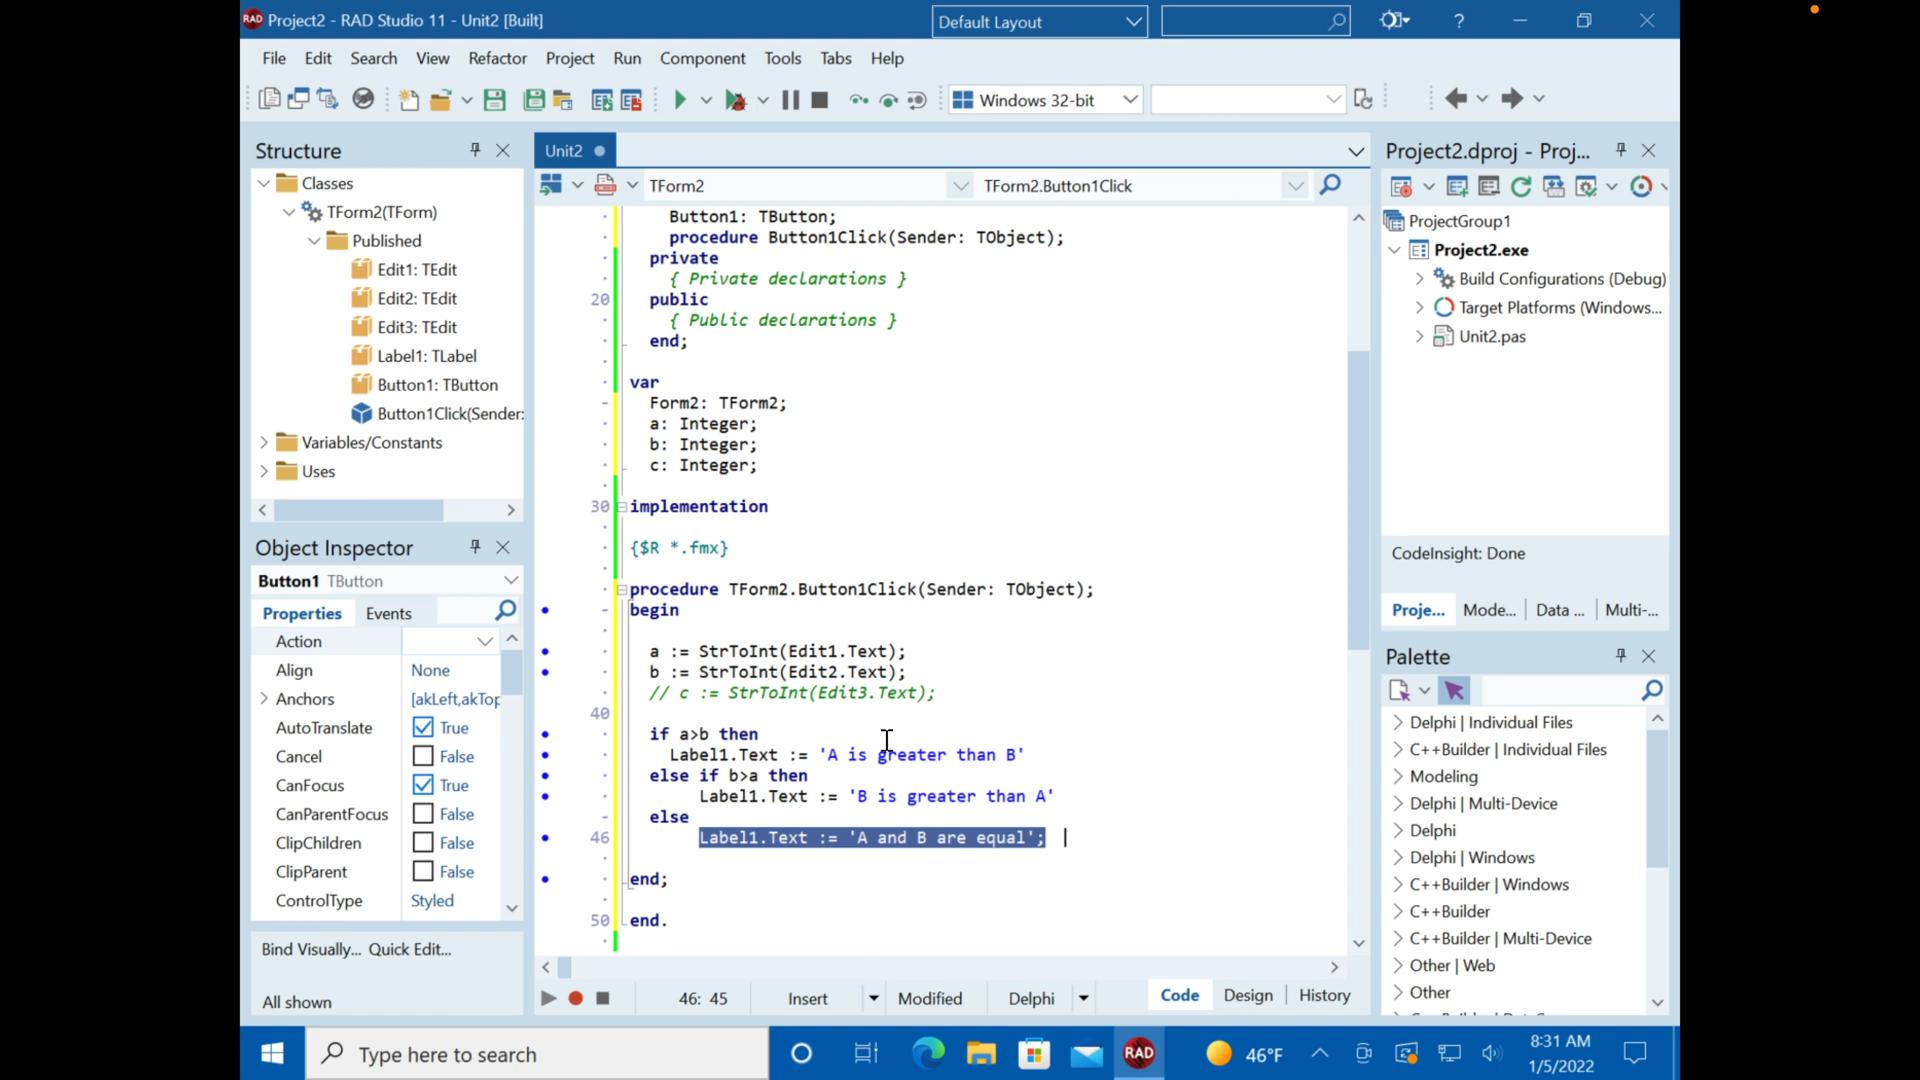 RAD Project2 - RAD Studio 11 - Unit2 [Built]
Default Layout
?
File Edit Search View Refactor Project Run Component Tools Tabs Help
Windows 32-bit
Structure
Classes
TForm2(TForm)
Published
Edit1: TEdit
Edit2: TEdit
Edit3: TEdit
Label1: TLabel
Button1: TButton
Button1Click(Sender:
Variables/Constants
Uses
Object Inspector
Button1 TButton
Properties Events
Action
Align None
Anchors [akLeft,akTop
AutoTranslate True
Cancel False
CanFocus True
CanParentFocus False
ClipChildren False
ClipParent False
ControlType Styled
Bind Visually... Quick Edit...
All shown
Unit2
TForm2 TForm2.Button1Click
Button1: TButton;
procedure Button1Click(Sender: TObject);
private
{ Private declarations }
20 public
{ Public declarations }
end;
var
Form2: TForm2;
a: Integer;
b: Integer;
c: Integer;
30 implementation
{$R *.fmx}
procedure TForm2.Button1Click(Sender: TObject);
begin
a := StrToInt(Edit1.Text);
b := StrToInt(Edit2.Text);
// c := StrToInt(Edit3.Text);
40
if a>b then
Label1.Text := 'A is greater than B'
else if b>a then
Label1.Text := 'B is greater than A'
else
46 Label1.Text := 'A and B are equal';
end;
50 end.
46: 45 Insert Modified Delphi Code Design History
Project2.dproj - Proj...
ProjectGroup1
Project2.exe
Build Configurations (Debug)
Target Platforms (Windows...
Unit2.pas
CodeInsight: Done
Proje... Mode... Data ... Multi-...
Palette
Delphi | Individual Files
C++Builder | Individual Files
Modeling
Delphi | Multi-Device
Delphi
Delphi | Windows
C++Builder | Windows
C++Builder
C++Builder | Multi-Device
Other | Web
Other
Type here to search
RAD
46°F
8:31 AM
1/5/2022